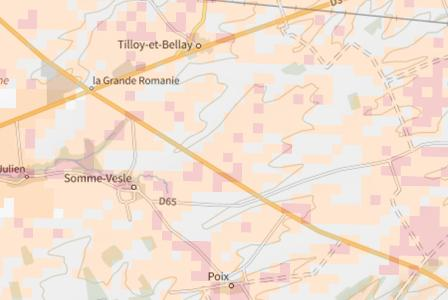 Tilloy-et-Bellay
la Grande Romanie
Julien
Somme-Vesle
D65
Poix